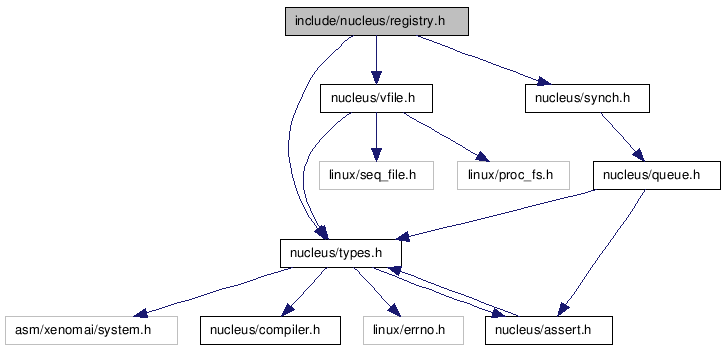 include/nucleus/registry.h
nucleus/vfile.h
nucleus/synch.h
linux/seq_file.h
linux/proc_fs.h
nucleus/queue.h
nucleus/types.h
asm/xenomai/system.h
nucleus/compiler.h
linux/errno.h
nucleus/assert.h